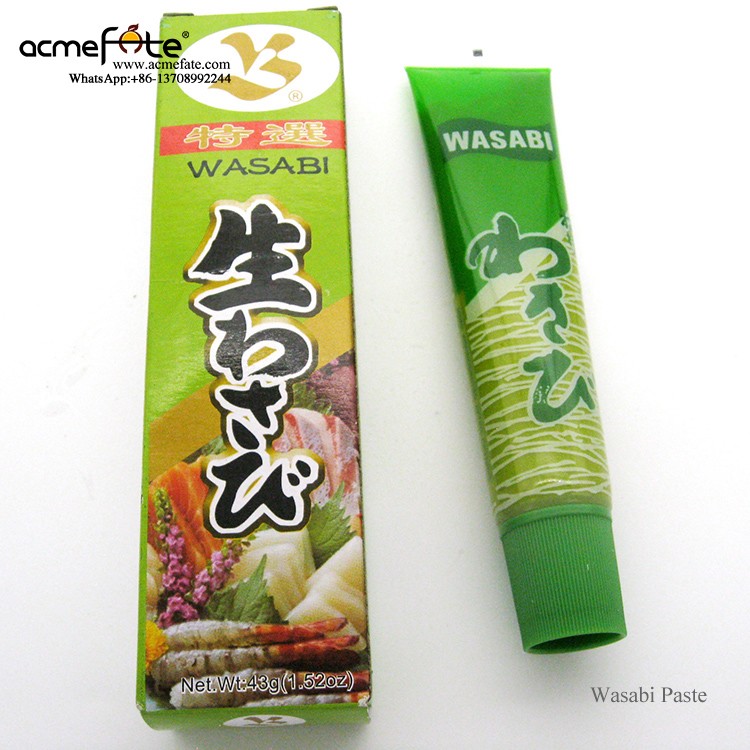 acmefate®
www.acmefate.com
WhatsApp:+86-13708992244
®
特選
WASABI
生わさび
Net.Wt:43g(1.52oz)
WASABI
わさび
Wasabi Paste